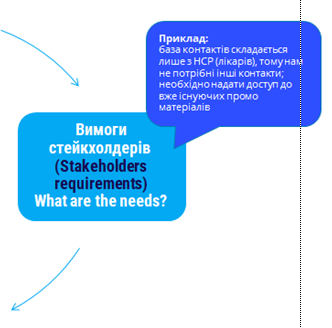 Приклад:
база контактів складається
лише з HCP (лікарів), тому нам
не потрібні інші контакти;
необхідно надати доступ до
вже існуючих промо
матеріалів
Вимоги
стейкхолдерів
(Stakeholders
requirements)
What are the needs?